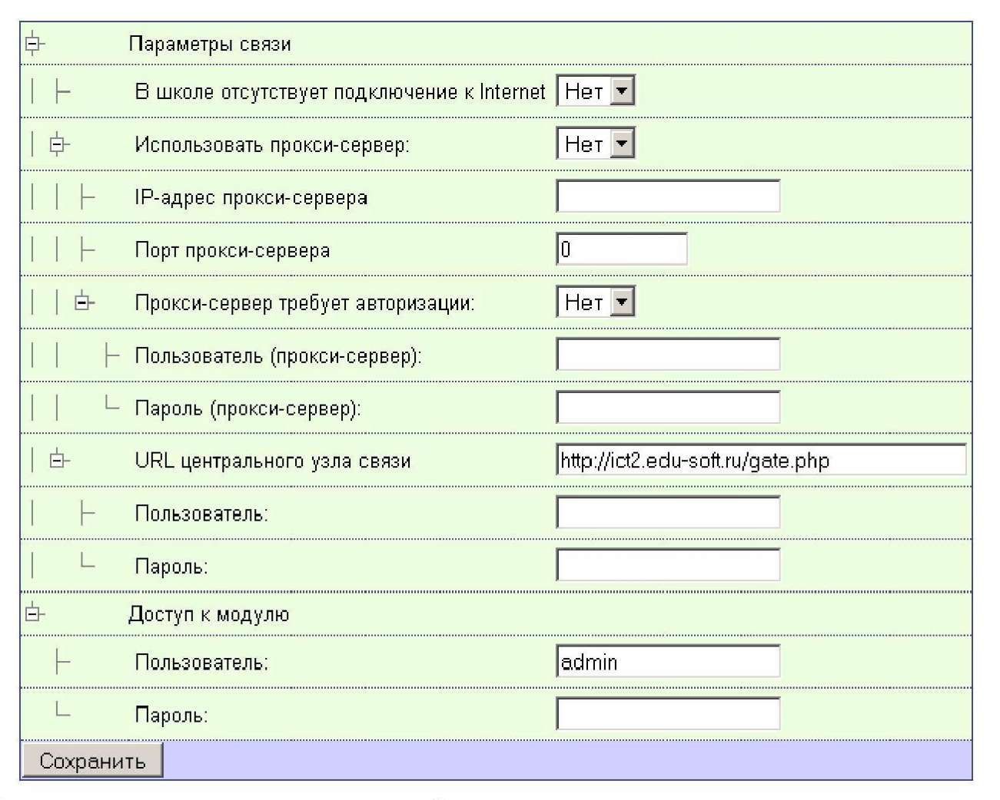 Параметры связи
В школе отсутствует подключение к Internet Нет
Использовать прокси-сервер: Нет
IP-адрес прокси-сервера
Порт прокси-сервера 0
Прокси-сервер требует авторизации: Нет
Пользователь (прокси-сервер):
Пароль (прокси-сервер):
URL центрального узла связи http://ict2.edu-soft.ru/gate.php
Пользователь:
Пароль:
Доступ к модулю
Пользователь: admin
Пароль:
Сохранить